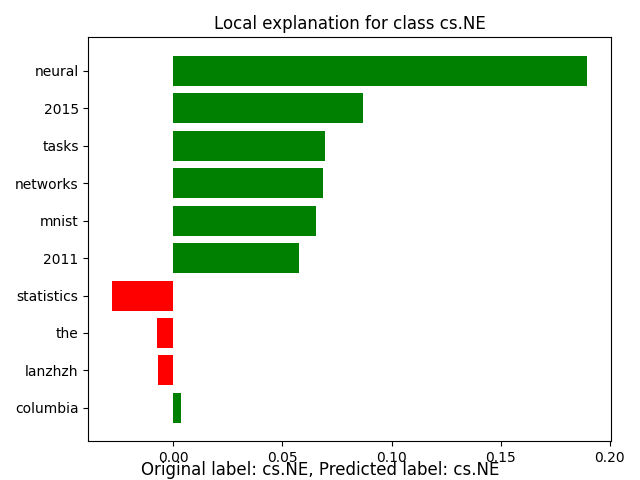 Local explanation for class cs.NE
neural
2015
tasks
networks
mnist
2011
statistics
the
lanzhzh
columbia
0.00 0.05 0.10 0.15 0.20
Original label: cs.NE, Predicted label: cs.NE